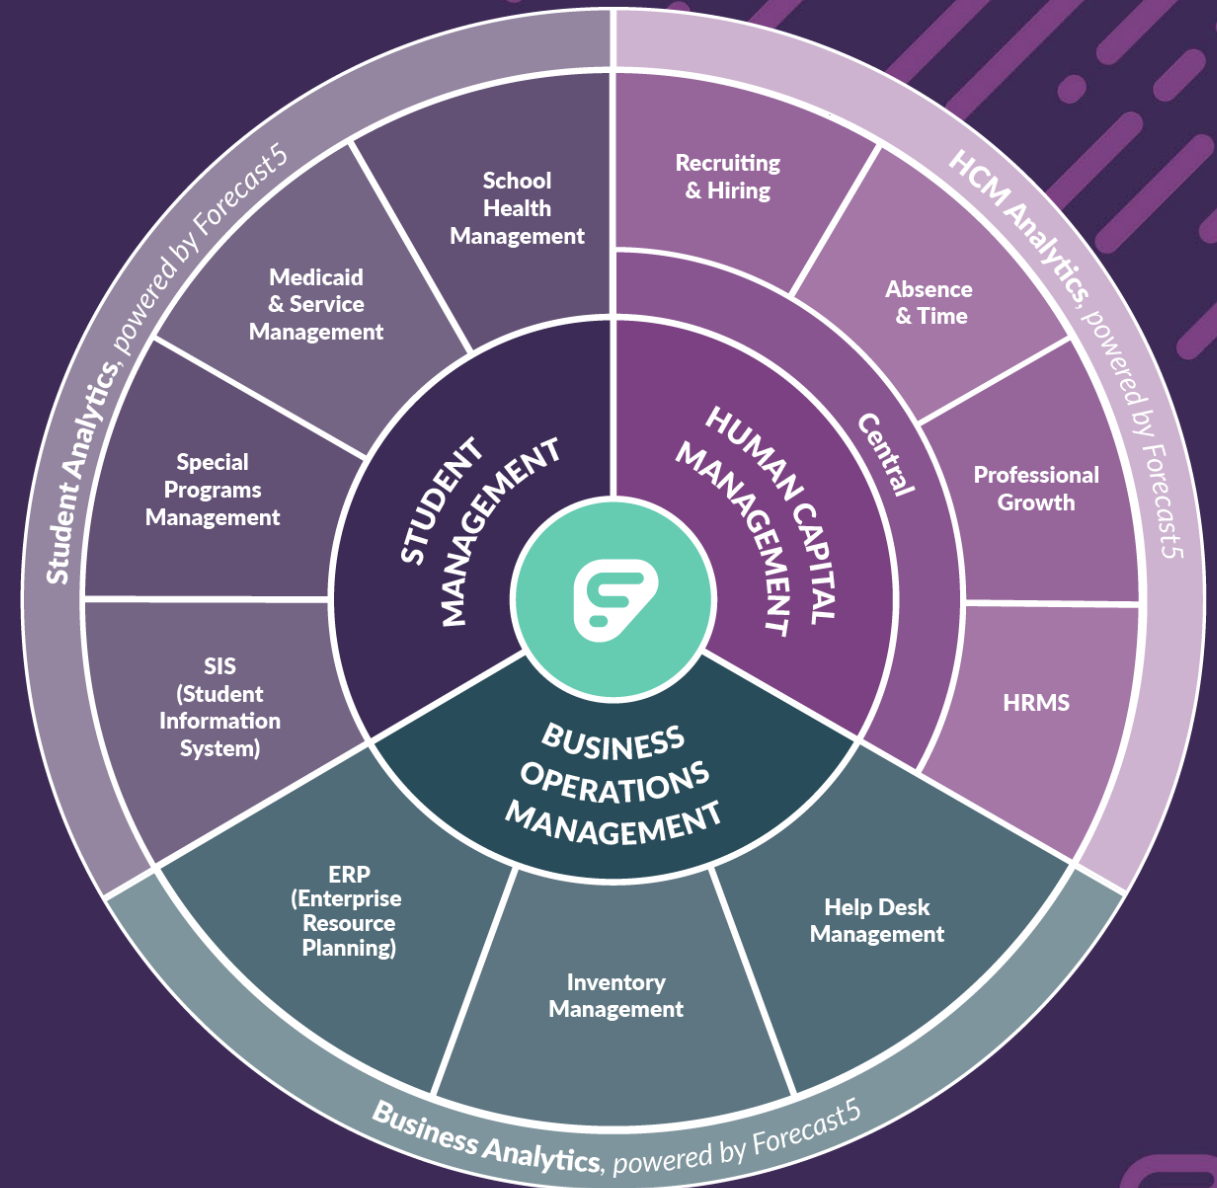 Student Analytics, powered by Forecast5
HCM Analytics, powered by Forecast5
School
Health
Management
Recruiting
& Hiring
Medicaid
& Service
Management
Absence
& Time
Special
Programs
Management
Professional
Growth
Central
STUDENT
MANAGEMENT
HUMAN CAPITAL
MANAGEMENT
SIS
(Student
Information
System)
HRMS
BUSINESS
OPERATIONS
MANAGEMENT
ERP
(Enterprise
Resource
Planning)
Inventory
Management
Help Desk
Management
Business Analytics, powered by Forecast5